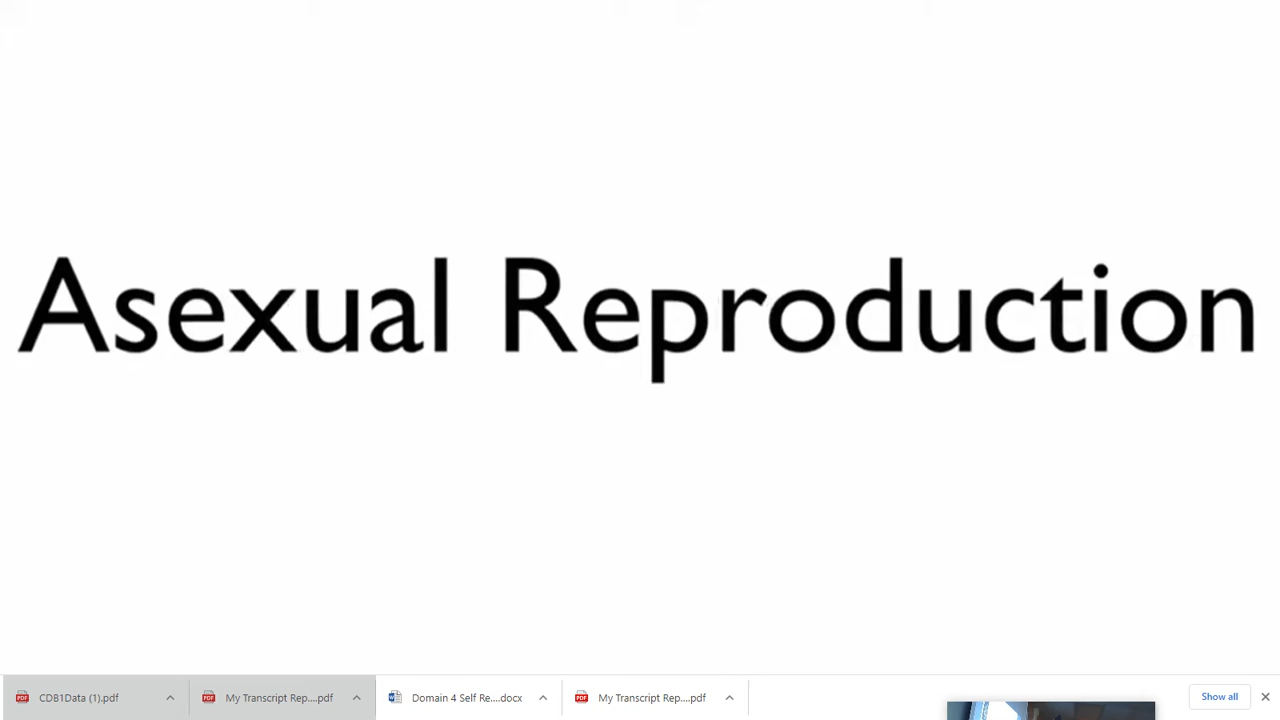 Asexual Reproduction
CDB1Data (1).pdf
My Transcript Rep....pdf
Domain 4 Self Re....docx
My Transcript Rep....pdf
Show all